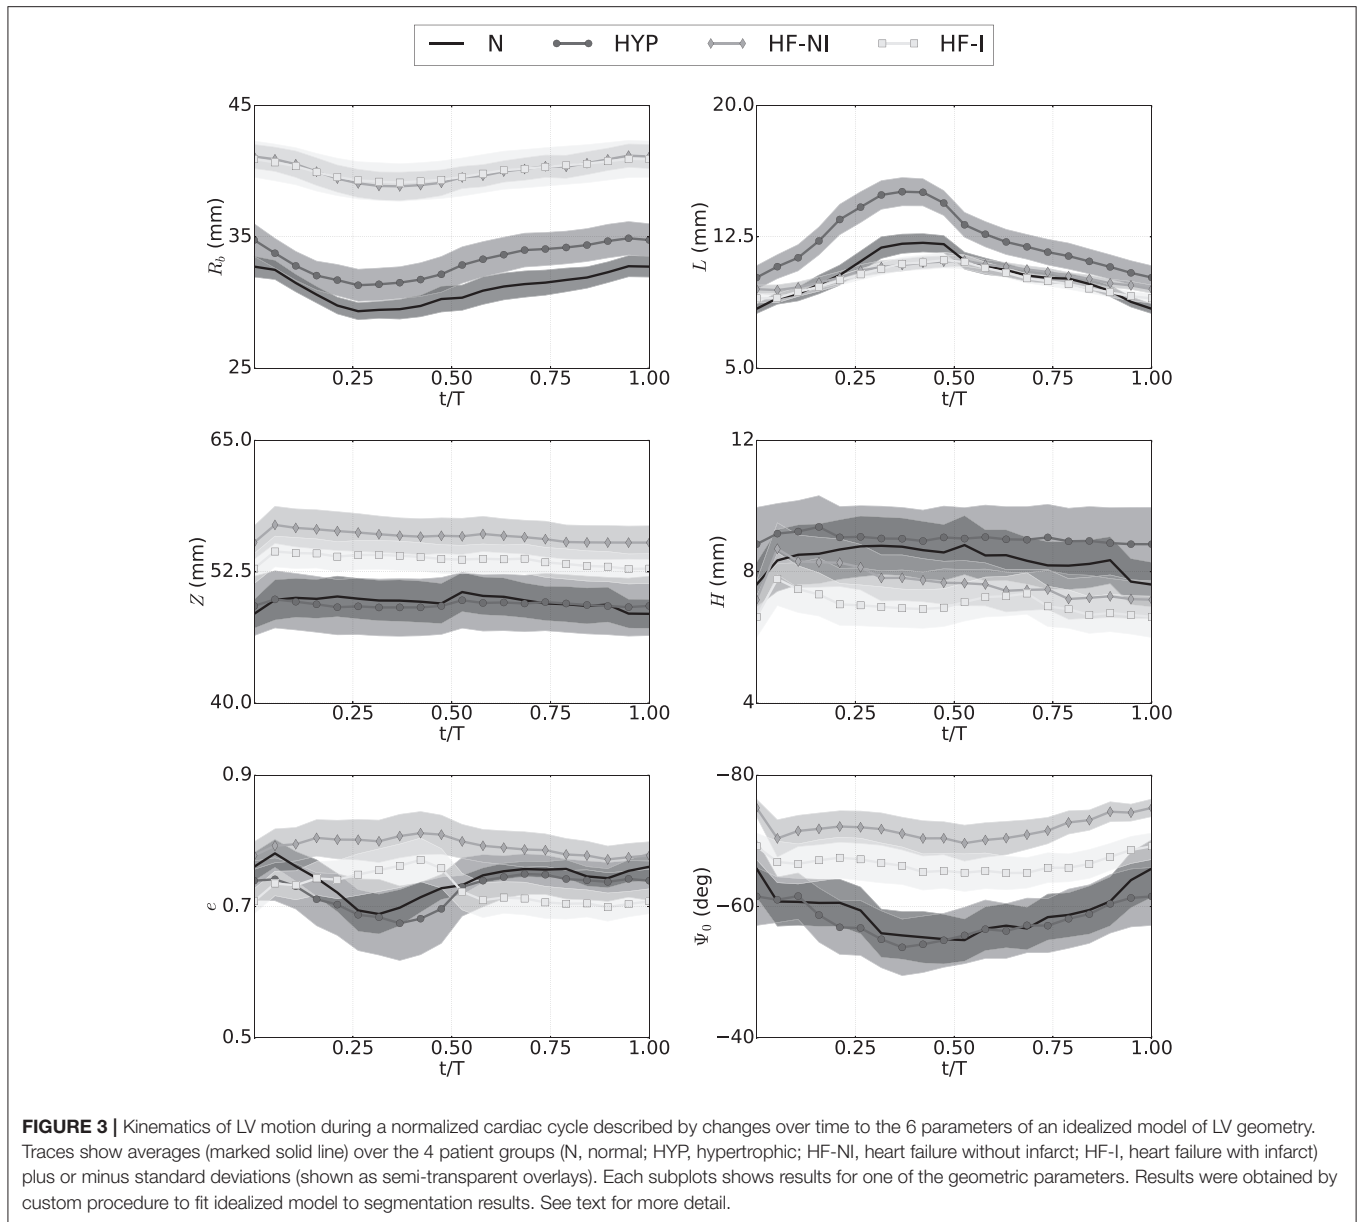 N HYP HF-NI HF-I
45
35
25
R_b (mm)
0.25 0.50 0.75 1.00
t/T
20.0
12.5
5.0
L (mm)
0.25 0.50 0.75 1.00
t/T
65.0
52.5
40.0
Z (mm)
0.25 0.50 0.75 1.00
t/T
12
8
4
H (mm)
0.25 0.50 0.75 1.00
t/T
0.9
0.7
0.5
e
0.25 0.50 0.75 1.00
t/T
−80
−60
−40
Ψ_0 (deg)
0.25 0.50 0.75 1.00
t/T
FIGURE 3 | Kinematics of LV motion during a normalized cardiac cycle described by changes over time to the 6 parameters of an idealized model of LV geometry.
Traces show averages (marked solid line) over the 4 patient groups (N, normal; HYP, hypertrophic; HF-NI, heart failure without infarct; HF-I, heart failure with infarct)
plus or minus standard deviations (shown as semi-transparent overlays). Each subplots shows results for one of the geometric parameters. Results were obtained by
custom procedure to fit idealized model to segmentation results. See text for more detail.